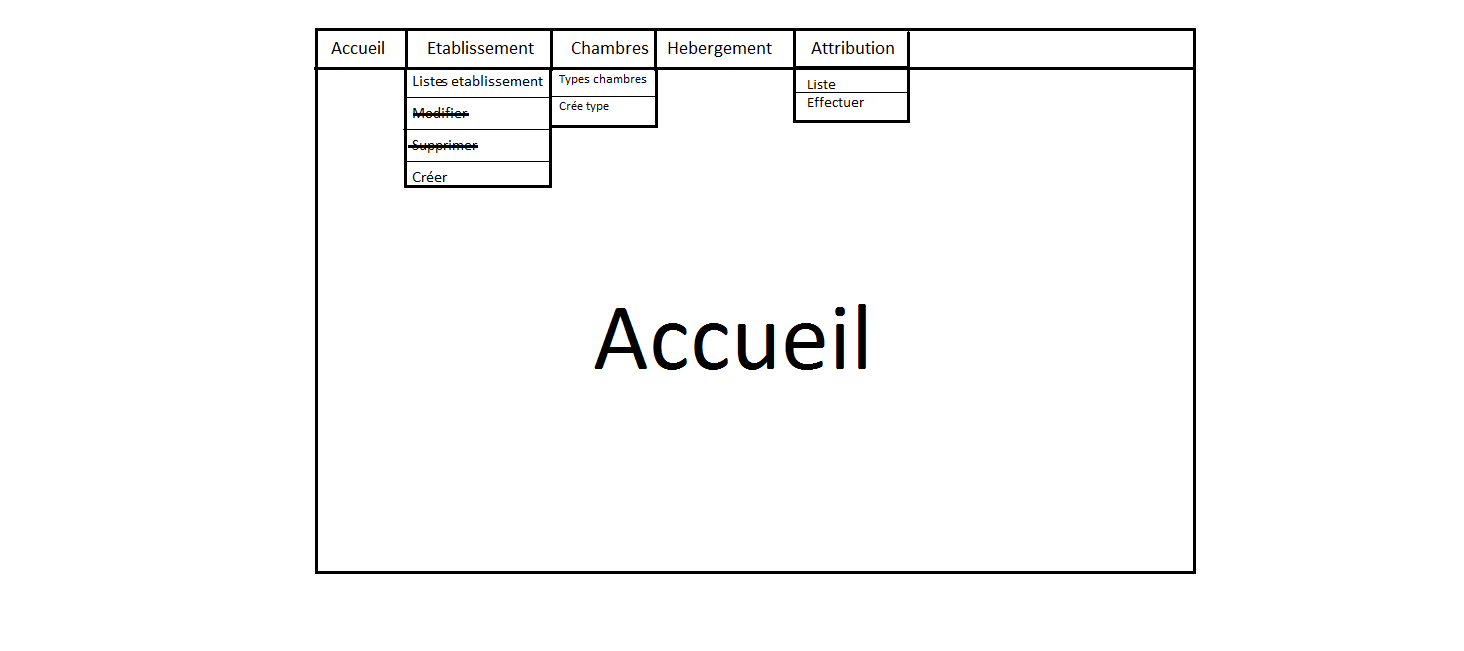 Accueil Etablissement Chambres Hebergement Attribution
Listes etablissement
Modifier
Supprimer
Créer
Types chambres
Crée type
Liste
Effectuer
Accueil